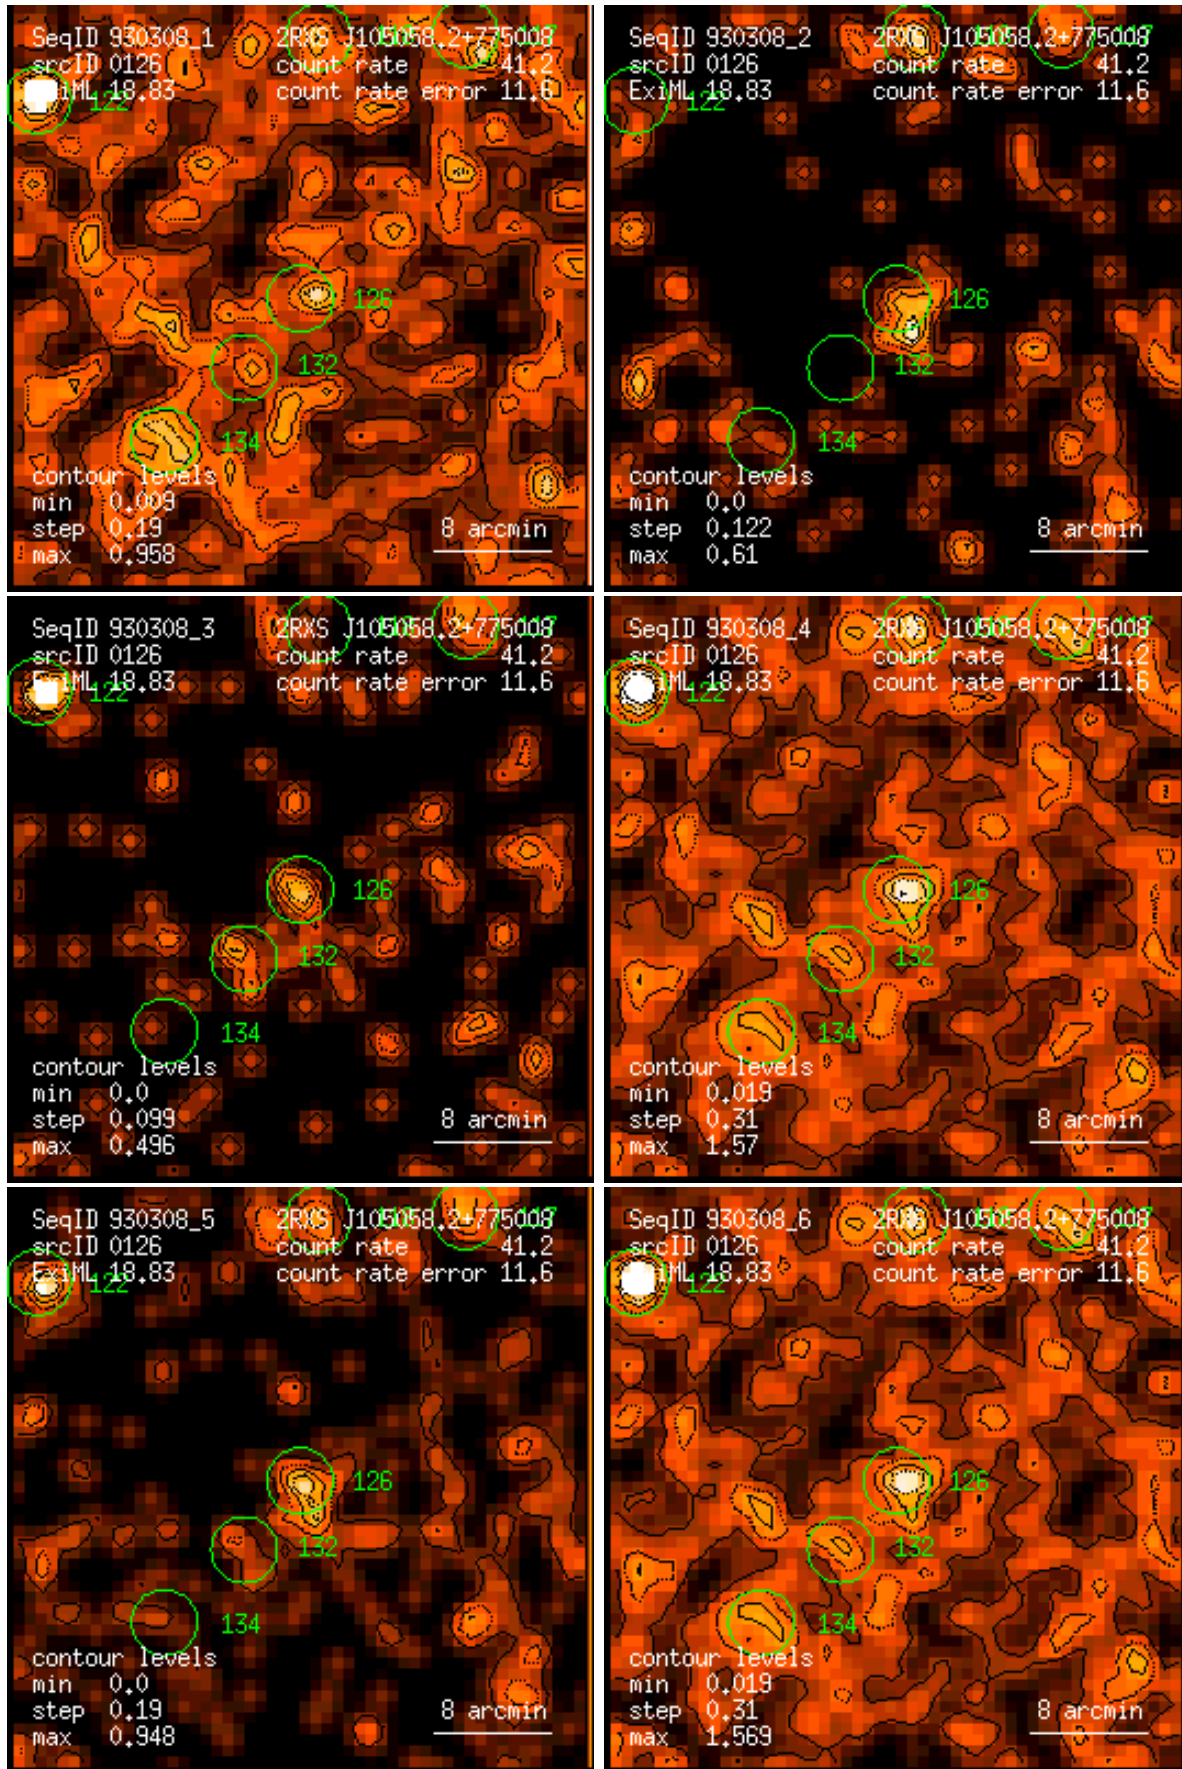 SeqID 930308_1 2RXS J105058.2+775008
srcID 0126 count rate 41.2
ExiML 18.83 count rate error 11.6
122
126
132
134
contour levels
min 0.009
step 0.19 8 arcmin
max 0.958
SeqID 930308_2 2RXS J105058.2+775008
srcID 0126 count rate 41.2
ExiML 18.83 count rate error 11.6
122
126
132
134
contour levels
min 0.0
step 0.122 8 arcmin
max 0.61
SeqID 930308_3 2RXS J105058.2+775008
srcID 0126 count rate 41.2
ExiML 18.83 count rate error 11.6
122
126
132
134
contour levels
min 0.0
step 0.099 8 arcmin
max 0.496
SeqID 930308_4 2RXS J105058.2+775008
srcID 0126 count rate 41.2
ExiML 18.83 count rate error 11.6
122
126
132
134
contour levels
min 0.019
step 0.31 8 arcmin
max 1.57
SeqID 930308_5 2RXS J105058.2+775008
srcID 0126 count rate 41.2
ExiML 18.83 count rate error 11.6
122
126
132
134
contour levels
min 0.0
step 0.19 8 arcmin
max 0.948
SeqID 930308_6 2RXS J105058.2+775008
srcID 0126 count rate 41.2
ExiML 18.83 count rate error 11.6
122
126
132
134
contour levels
min 0.019
step 0.31 8 arcmin
max 1.569